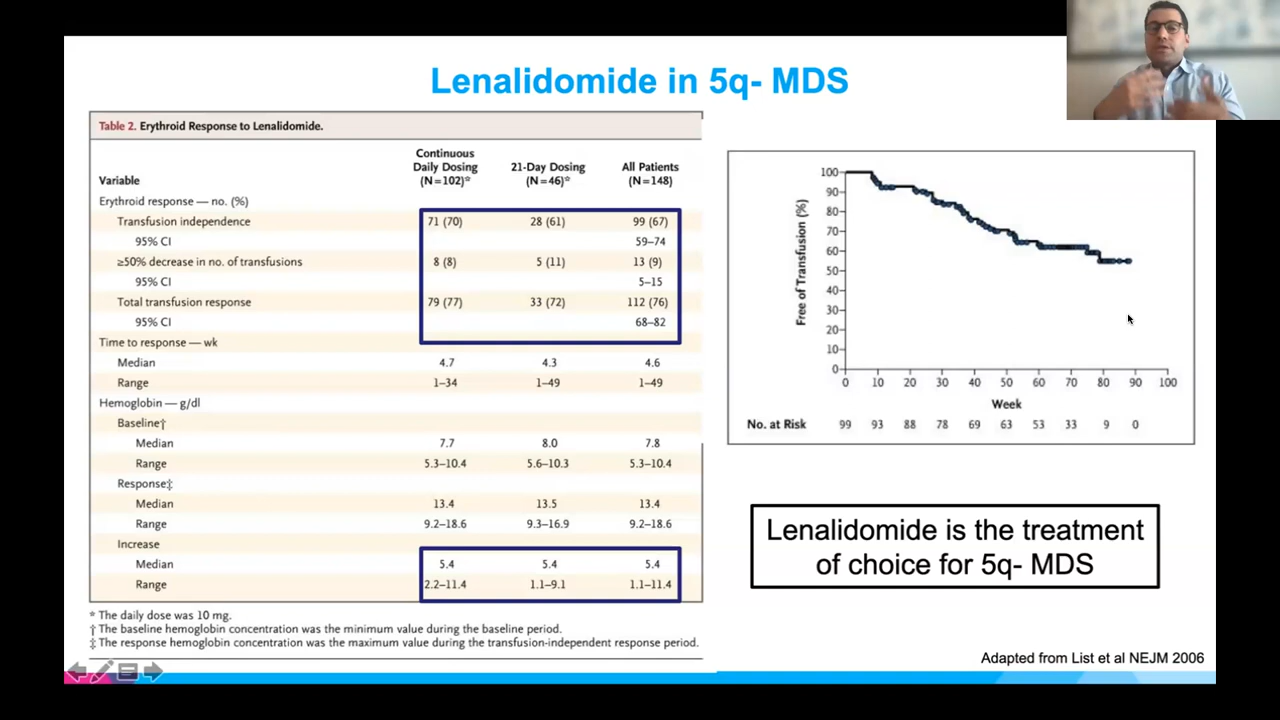 Lenalidomide in 5q- MDS
Table 2. Erythroid Response to Lenalidomide.
Variable Continuous Daily Dosing (N=102)* 21-Day Dosing (N=46)* All Patients (N=148)
Erythroid response — no. (%)
Transfusion independence 71 (70) 28 (61) 99 (67)
95% CI 59–74
≥50% decrease in no. of transfusions 8 (8) 5 (11) 13 (9)
95% CI 5–15
Total transfusion response 79 (77) 33 (72) 112 (76)
95% CI 68–82
Time to response — wk
Median 4.7 4.3 4.6
Range 1–34 1–49 1–49
Hemoglobin — g/dl
Baseline†
Median 7.7 8.0 7.8
Range 5.3–10.4 5.6–10.3 5.3–10.4
Response‡
Median 13.4 13.5 13.4
Range 9.2–18.6 9.3–16.9 9.2–18.6
Increase
Median 5.4 5.4 5.4
Range 2.2–11.4 1.1–9.1 1.1–11.4
* The daily dose was 10 mg.
† The baseline hemoglobin concentration was the minimum value during the baseline period.
‡ The response hemoglobin concentration was the maximum value during the transfusion-independent response period.
Free of Transfusion (%)
100
90
80
70
60
50
40
30
20
10
0
0 10 20 30 40 50 60 70 80 90 100
Week
No. at Risk 99 93 88 78 69 63 53 33 9 0
Lenalidomide is the treatment
of choice for 5q- MDS
Adapted from List et al NEJM 2006